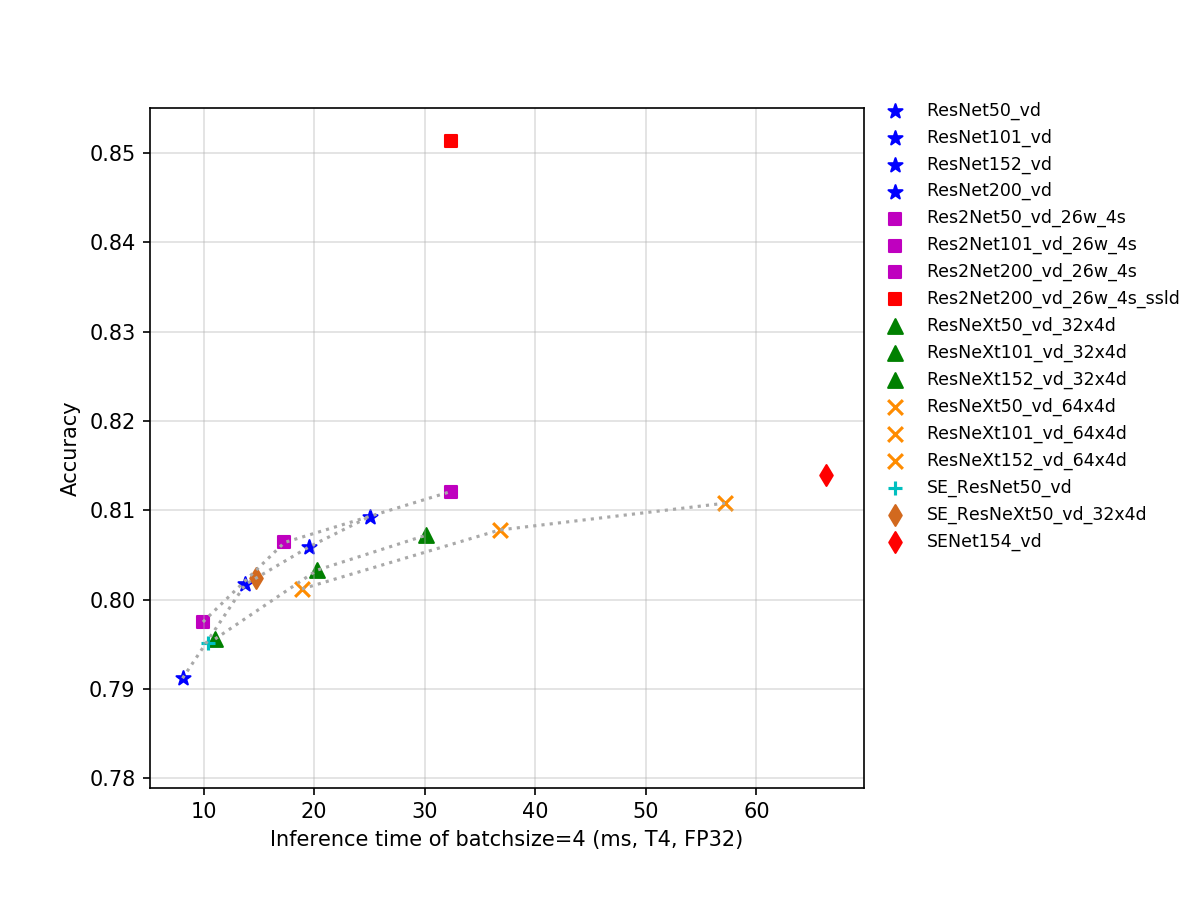 0.85
0.84
0.83
0.82
0.81
0.80
0.79
0.78
Accuracy
10 20 30 40 50 60
Inference time of batchsize=4 (ms, T4, FP32)
ResNet50_vd
ResNet101_vd
ResNet152_vd
ResNet200_vd
Res2Net50_vd_26w_4s
Res2Net101_vd_26w_4s
Res2Net200_vd_26w_4s
Res2Net200_vd_26w_4s_ssld
ResNeXt50_vd_32x4d
ResNeXt101_vd_32x4d
ResNeXt152_vd_32x4d
ResNeXt50_vd_64x4d
ResNeXt101_vd_64x4d
ResNeXt152_vd_64x4d
SE_ResNet50_vd
SE_ResNeXt50_vd_32x4d
SENet154_vd